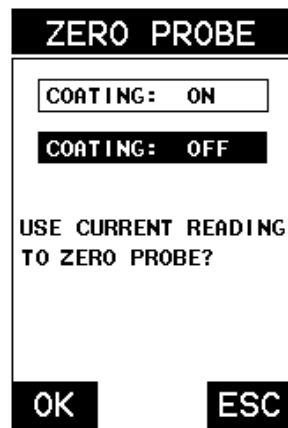 ZERO PROBE
COATING: ON
COATING: OFF
USE CURRENT READING
TO ZERO PROBE?
OK ESC